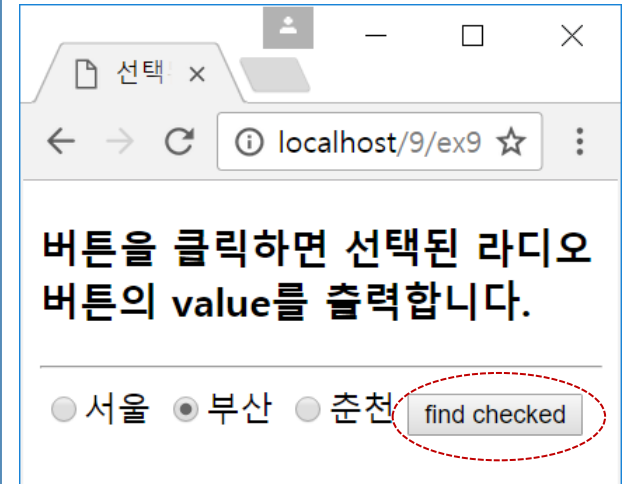 선택
localhost/9/ex9
버튼을 클릭하면 선택된 라디오
버튼의 value를 출력합니다.
서울 부산 춘천 find checked